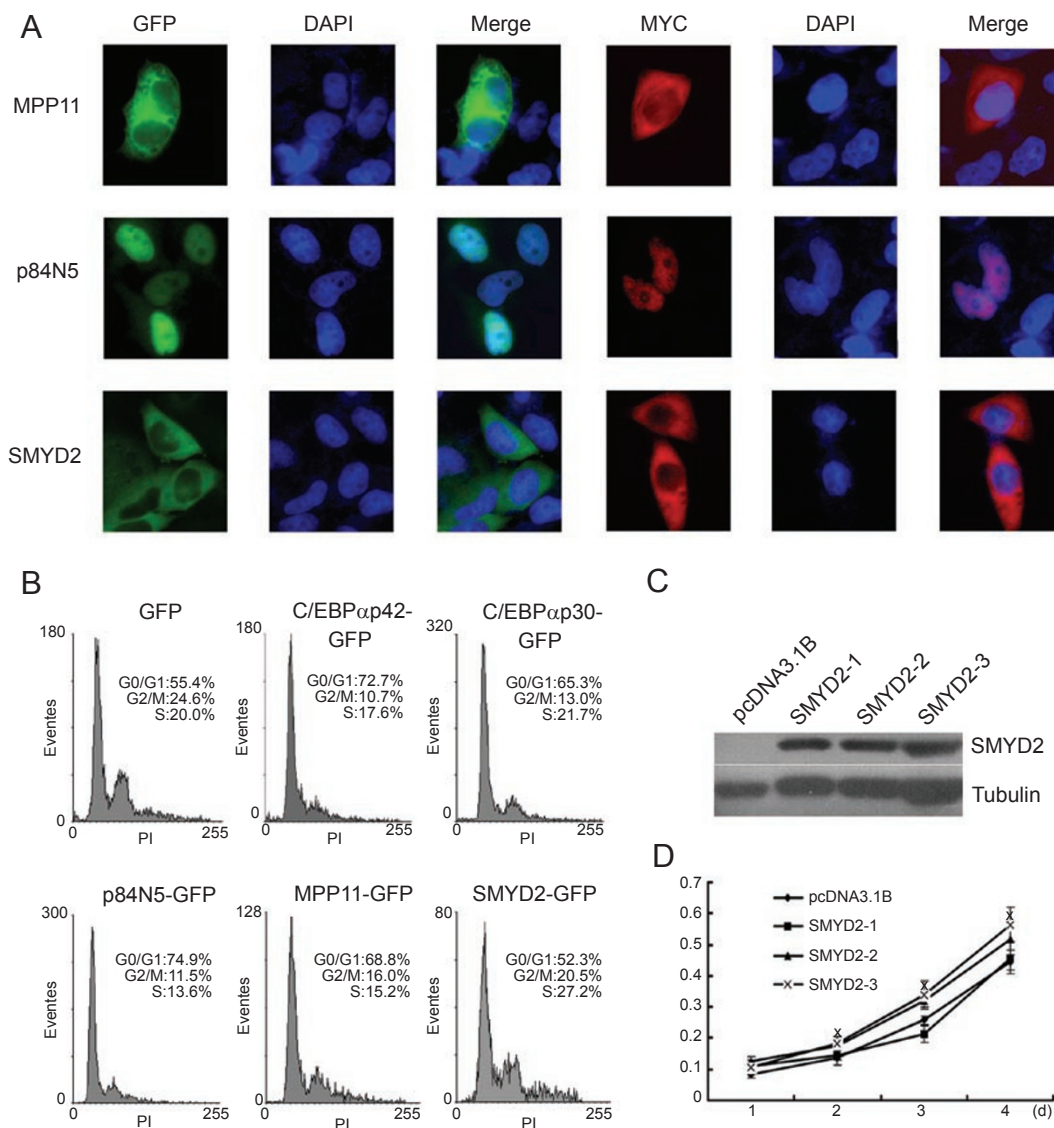 A
GFP DAPI Merge MYC DAPI Merge
MPP11
p84N5
SMYD2
B
GFP
180
Eventes
0
0 PI 255
G0/G1:55.4%
G2/M:24.6%
S:20.0%
C/EBPαp42-
GFP
180
Eventes
0
0 PI 255
G0/G1:72.7%
G2/M:10.7%
S:17.6%
C/EBPαp30-
GFP
320
Eventes
0
0 PI 255
G0/G1:65.3%
G2/M:13.0%
S:21.7%
p84N5-GFP
300
Eventes
0
0 PI 255
G0/G1:74.9%
G2/M:11.5%
S:13.6%
MPP11-GFP
128
Eventes
0
0 PI 255
G0/G1:68.8%
G2/M:16.0%
S:15.2%
SMYD2-GFP
80
Eventes
0
0 PI 255
G0/G1:52.3%
G2/M:20.5%
S:27.2%
C
pcDNA3.1B SMYD2-1 SMYD2-2 SMYD2-3
SMYD2
Tubulin
D
0.7
0.6
0.5
0.4
0.3
0.2
0.1
0
pcDNA3.1B
SMYD2-1
SMYD2-2
SMYD2-3
1 2 3 4 (d)